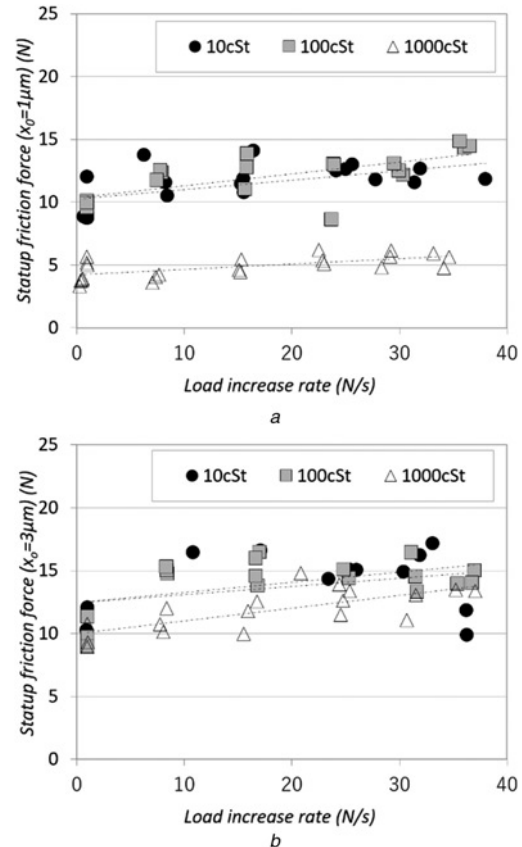 Statup friction force (x₀=1μm) (N)
25
20
15
10
5
0
10cSt 100cSt 1000cSt
0 10 20 30 40
Load increase rate (N/s)
a
Statup friction force (x₀=3μm) (N)
25
20
15
10
5
0
10cSt 100cSt 1000cSt
0 10 20 30 40
Load increase rate (N/s)
b